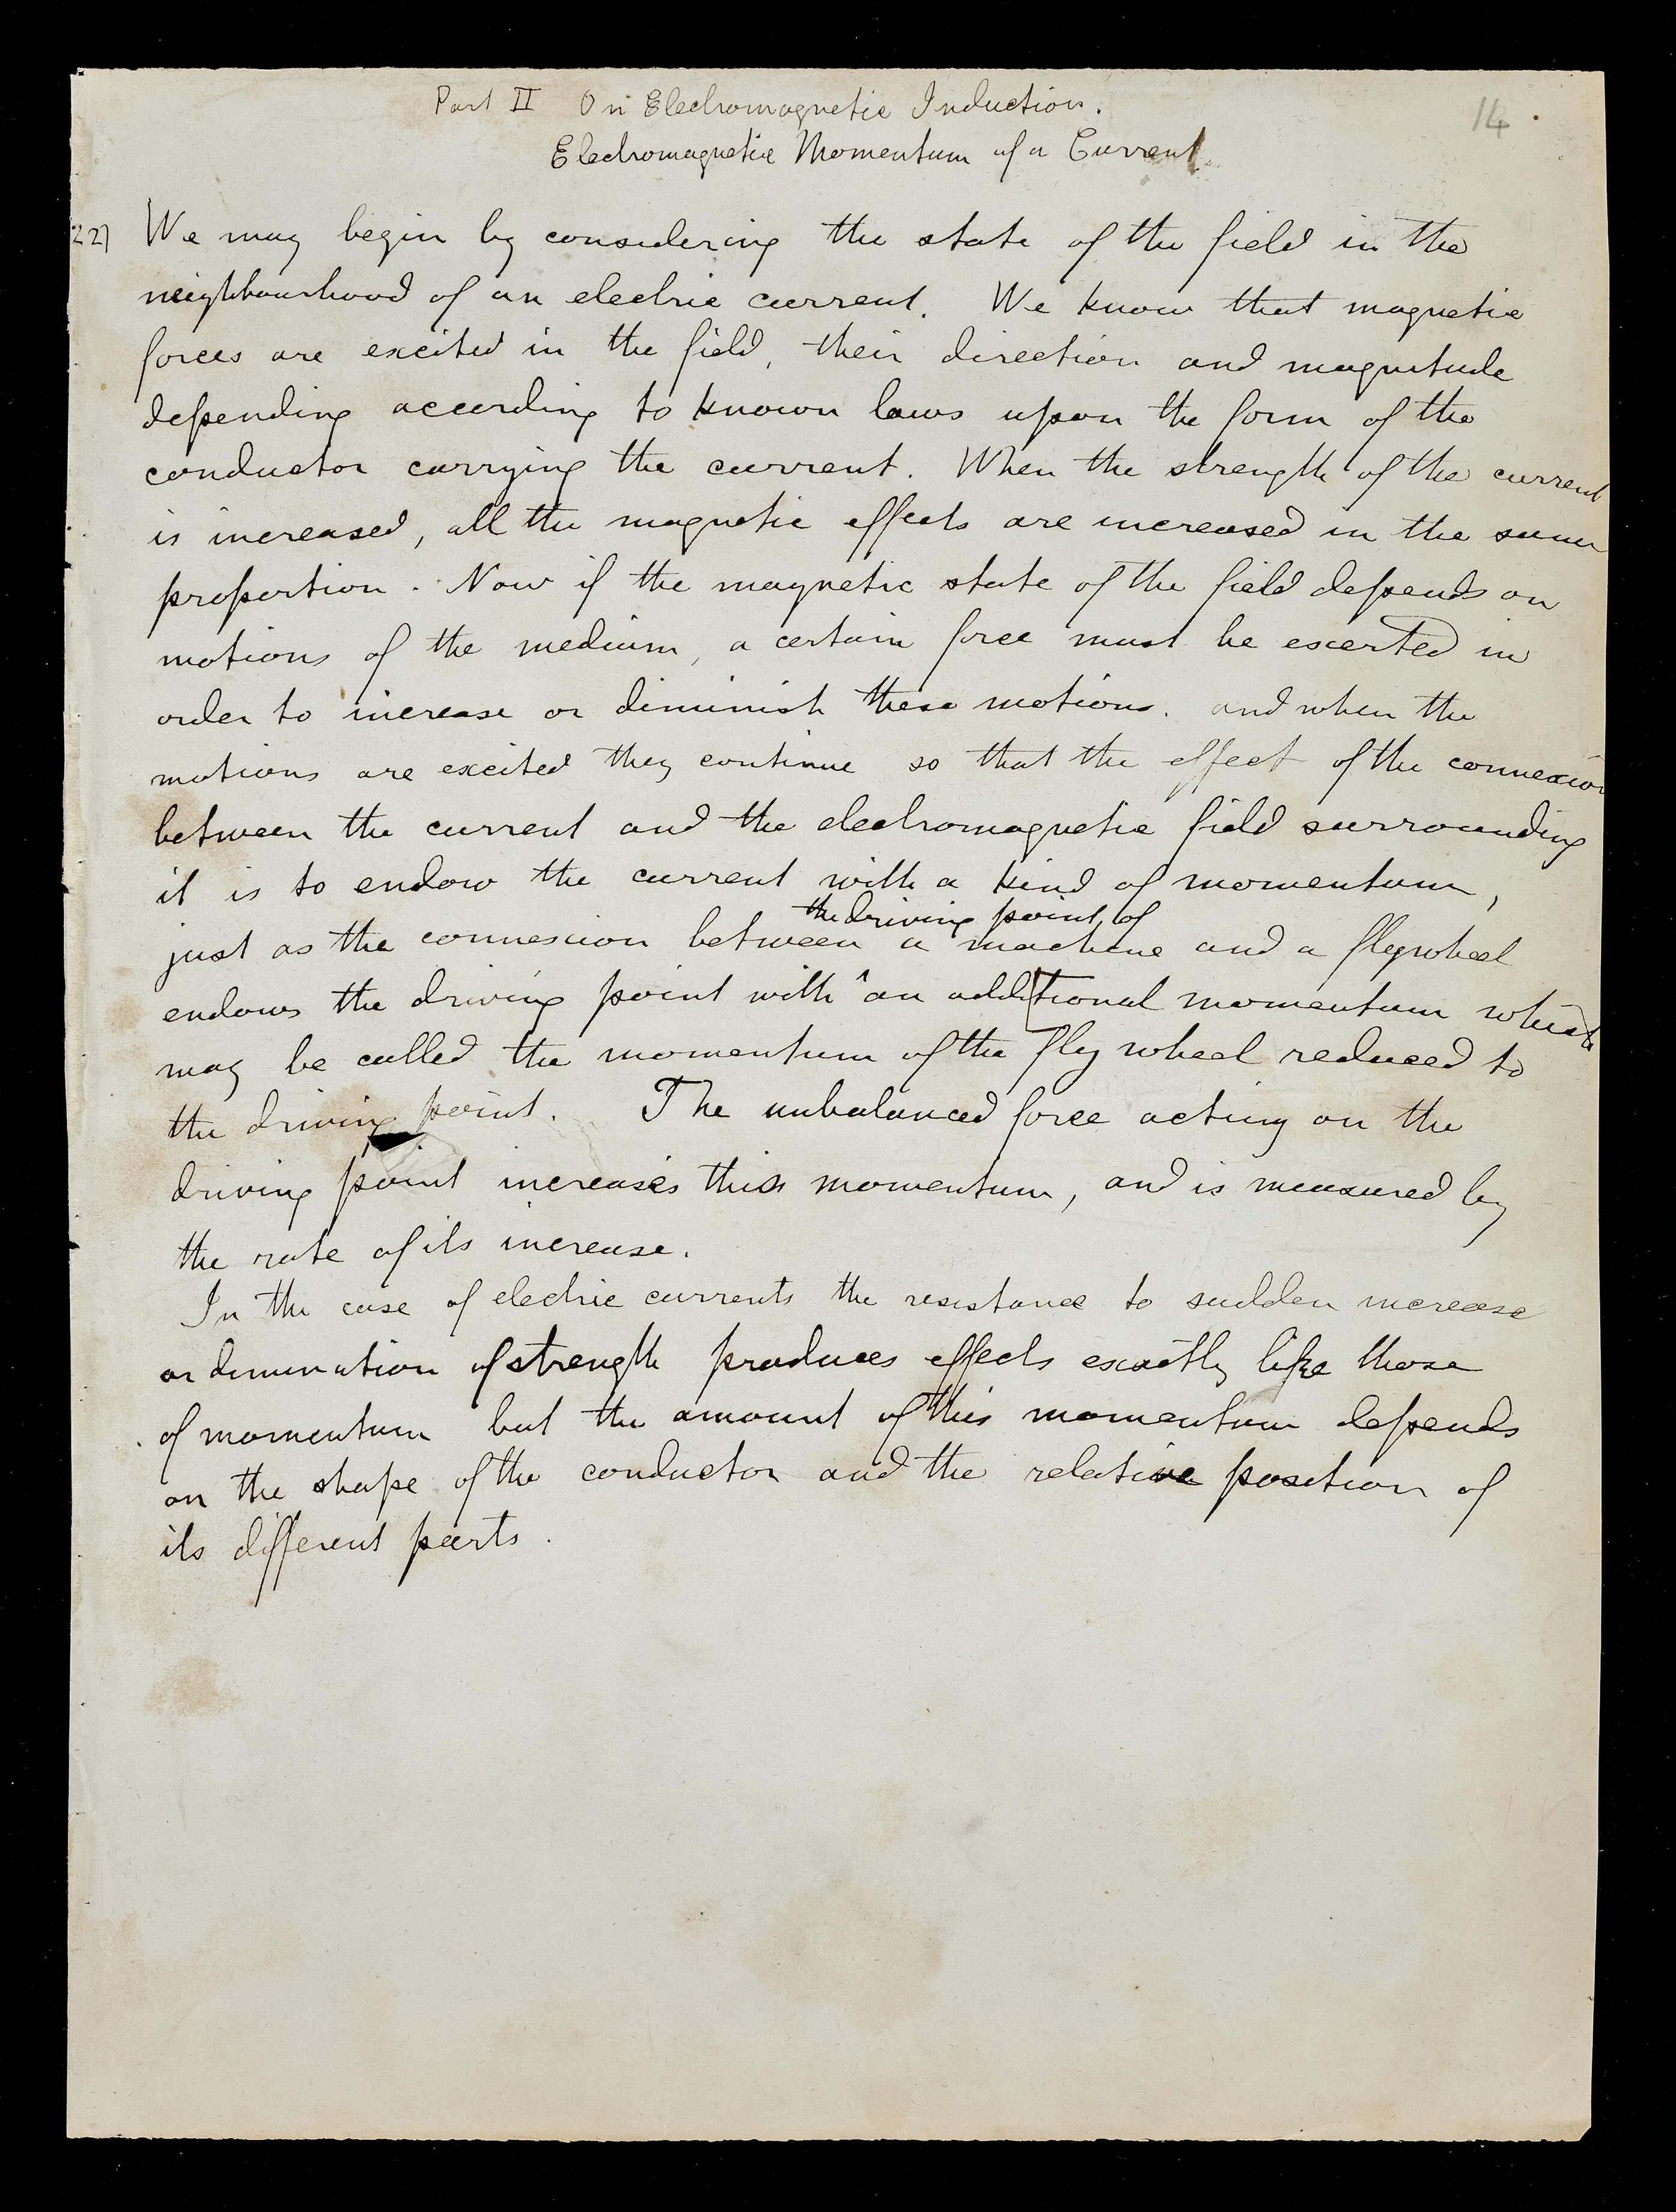 14
Part II On Electromagnetic Induction.
Electromagnetic Momentum of a Current.
22) We may begin by considering the state of the field in the
neighbourhood of an electric current. We know that magnetic
forces are excited in the field, their direction and magnitude
depending according to known laws upon the form of the
conductor carrying the current. When the strength of the current
is increased, all the magnetic effects are increased in the same
proportion. Now if the magnetic state of the field depends on
motions of the medium, a certain force must be exerted in
order to increase or diminish these motions. and when the
motions are excited they continue so that the effect of the connexion
between the current and the electromagnetic field surrounding
it is to endow the current with a kind of momentum,
the driving point of
just as the connexion between a machine and a flywheel
endows the driving point with ^ an additional momentum which
may be called the momentum of the fly wheel reduced to
the driving point. The unbalanced force acting on the
driving point increases this momentum, and is measured by
the rate of its increase.
In the case of electric currents the resistance to sudden increase
or diminution of strength produces effects exactly like those
of momentum but the amount of this momentum depends
on the shape of the conductor and the relative position of
its different parts.